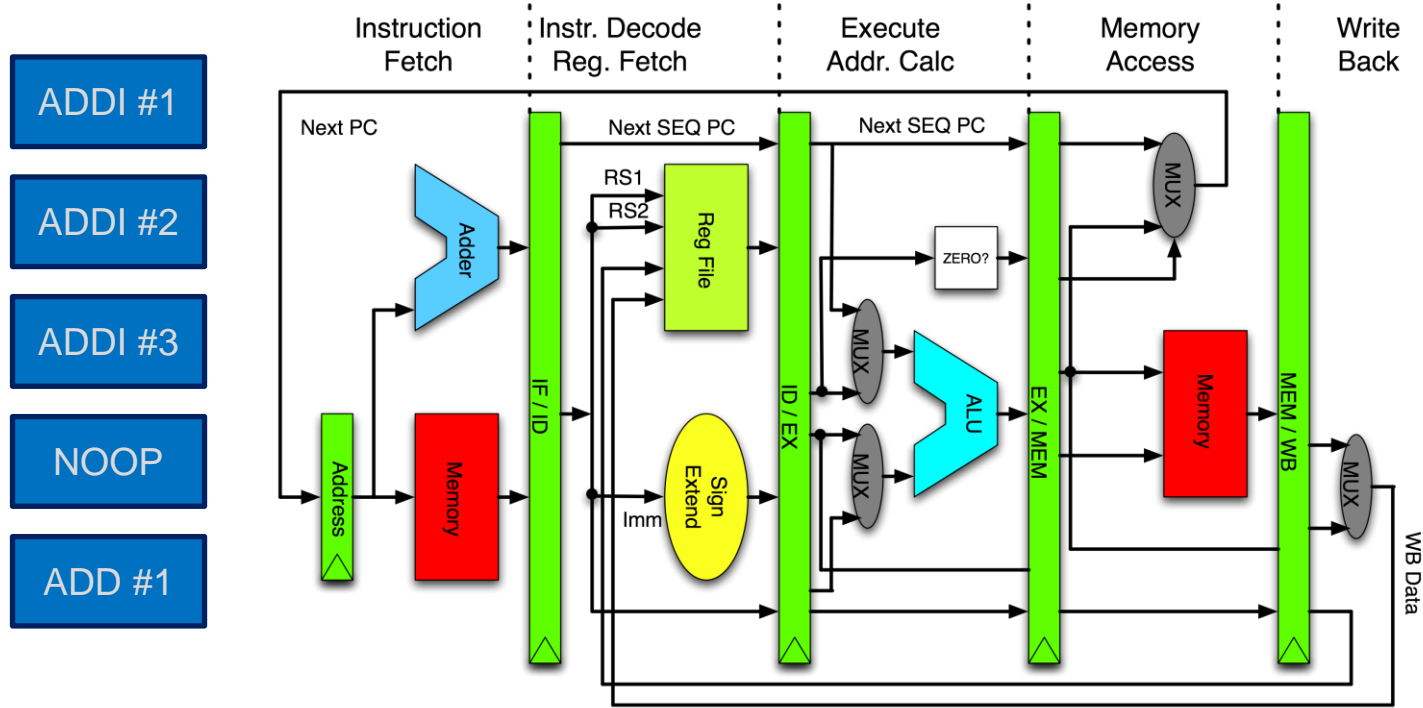 ADDI #1
ADDI #2
ADDI #3
NOOP
ADD #1
Instruction
Fetch
Instr. Decode
Reg. Fetch
Execute
Addr. Calc
Memory
Access
Write
Back
Next PC
Next SEQ PC
Next SEQ PC
MUX
RS1
RS2
Reg File
Adder
ZERO?
MUX
IF / ID
ID / EX
ALU
EX / MEM
Memory
MEM / WB
Address
Memory
Imm
Sign
Extend
MUX
MUX
WB Data